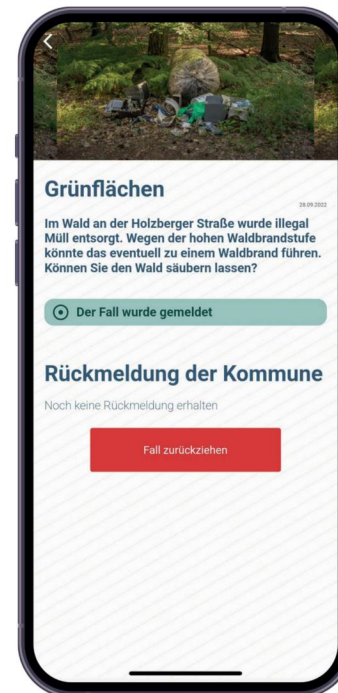 Grünflächen
26.09.2022
Im Wald an der Holzberger Straße wurde illegal
Müll entsorgt. Wegen der hohen Waldbrandstufe
könnte das eventuell zu einem Waldbrand führen.
Können Sie den Wald säubern lassen?
Der Fall wurde gemeldet
Rückmeldung der Kommune
Noch keine Rückmeldung erhalten
Fall zurückziehen